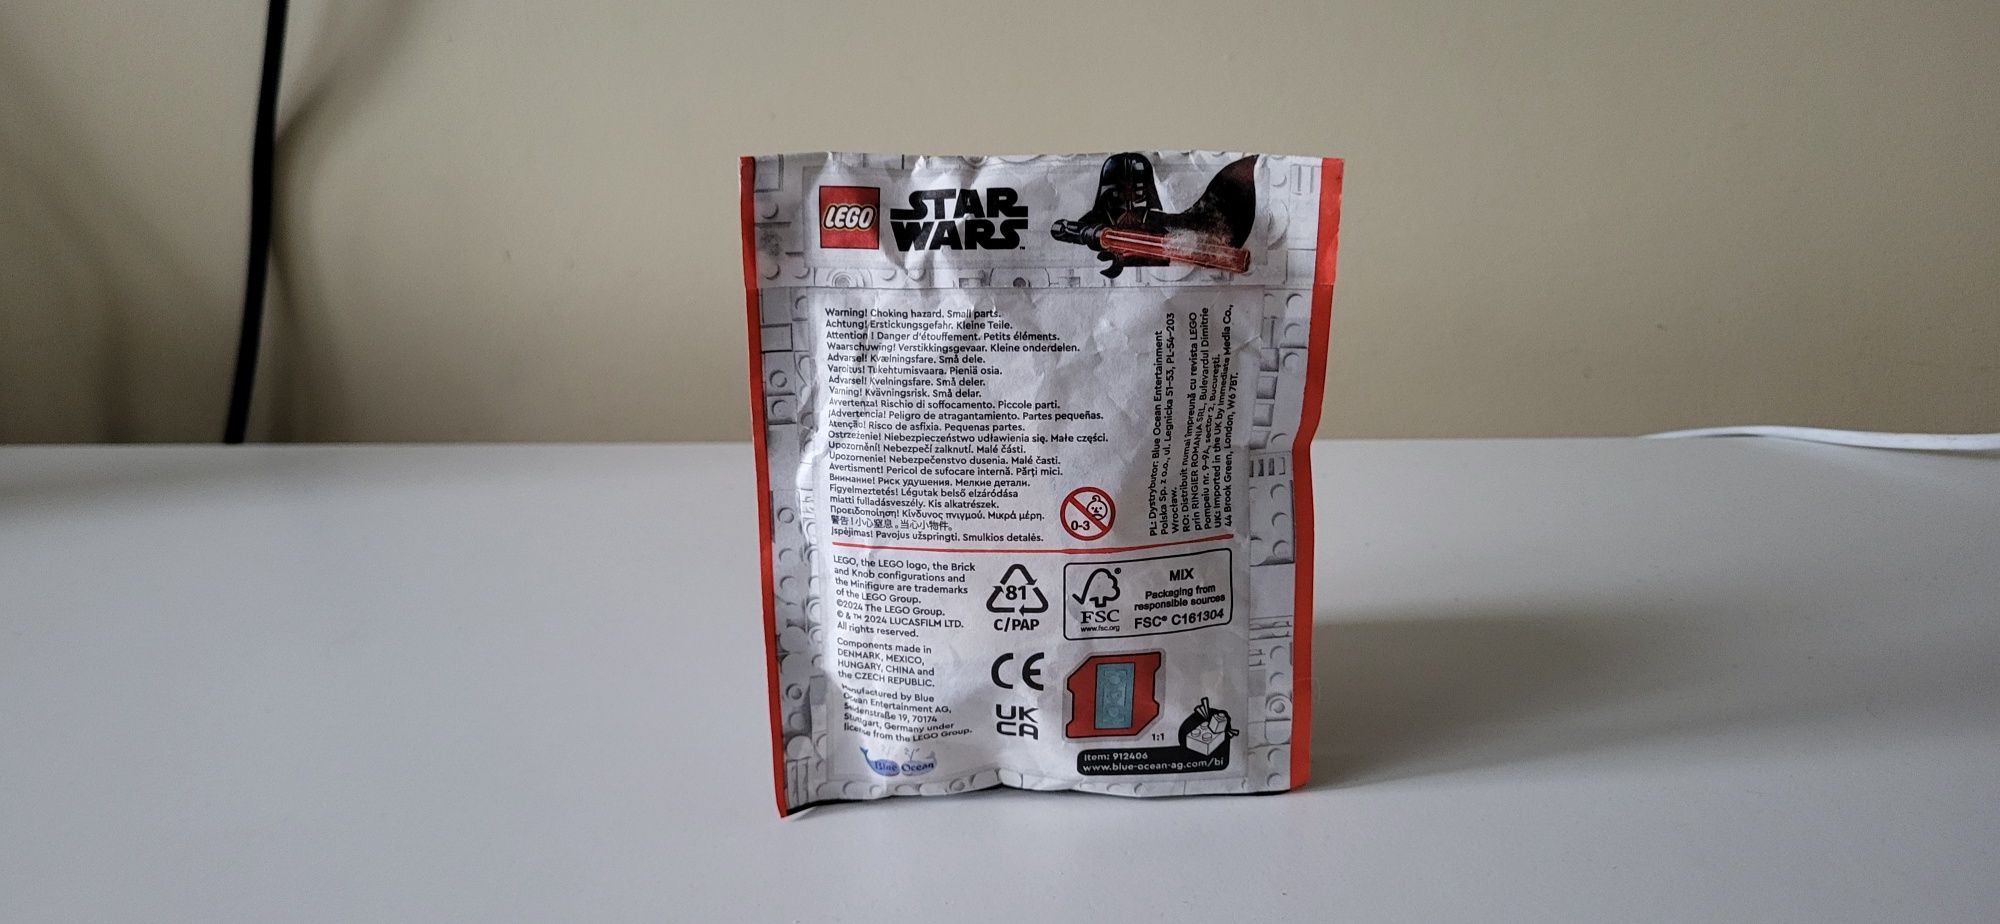 LEGO
STAR
WARS™
Warning! Choking hazard. Small parts.
Achtung! Erstickungsgefahr. Kleine Teile.
Attention ! Danger d'étouffement. Petits éléments.
Waarschuwing! Verstikkingsgevaar. Kleine onderdelen.
Advarsel! Kvælningsfare. Små dele.
Varoitus! Tukehtumisvaara. Pieniä osia.
Advarsel! Kvelningsfare. Små deler.
Varning! Kvävningsrisk. Små delar.
Avvertenza! Rischio di soffocamento. Piccole parti.
¡Advertencia! Peligro de atragantamiento. Partes pequeñas.
Atenção! Risco de asfixia. Pequenas partes.
Ostrzeżenie! Niebezpieczeństwo udławienia się. Małe części.
Upozornění! Nebezpečí zalknutí. Malé části.
Upozornenie! Nebezpečenstvo dusenia. Malé časti.
Avertisment! Pericol de sufocare internă. Părți mici.
Внимание! Риск удушения. Мелкие детали.
Figyelmeztetés! Légutak belső elzáródása
miatti fulladásveszély. Kis alkatrészek.
Προειδοποίηση! Κίνδυνος πνιγμού. Μικρά μέρη.
警告！小心窒息。当心小物件。
Įspėjimas! Pavojus užspringti. Smulkios detalės.
0-3
PL: Dystrybutor: Blue Ocean Entertainment
Polska Sp. z o.o., ul. Legnicka 51-53, PL-54-203
Wrocław.
RO: Distribuit numai împreună cu revista LEGO
prin RINGIER ROMANIA SRL, Bulevardul Dimitrie
Pompeiu nr. 9-9A, sector 2, București.
UK: Imported in the UK by Immediate Media Co.,
44 Brook Green, London, W6 7BT.
LEGO, the LEGO logo, the Brick
and Knob configurations and
the Minifigure are trademarks
of the LEGO Group.
©2024 The LEGO Group.
© & ™ 2024 LUCASFILM LTD.
All rights reserved.
Components made in
DENMARK, MEXICO,
HUNGARY, CHINA and
the CZECH REPUBLIC.
Manufactured by Blue
Ocean Entertainment AG,
Seidenstraße 19, 70174
Stuttgart, Germany under
license from the LEGO Group.
Blue Ocean
81
C/PAP
CE
UK
CA
FSC®
www.fsc.org
MIX
Packaging from
responsible sources
FSC® C161304
1:1
Item: 912406
www.blue-ocean-ag.com/bi